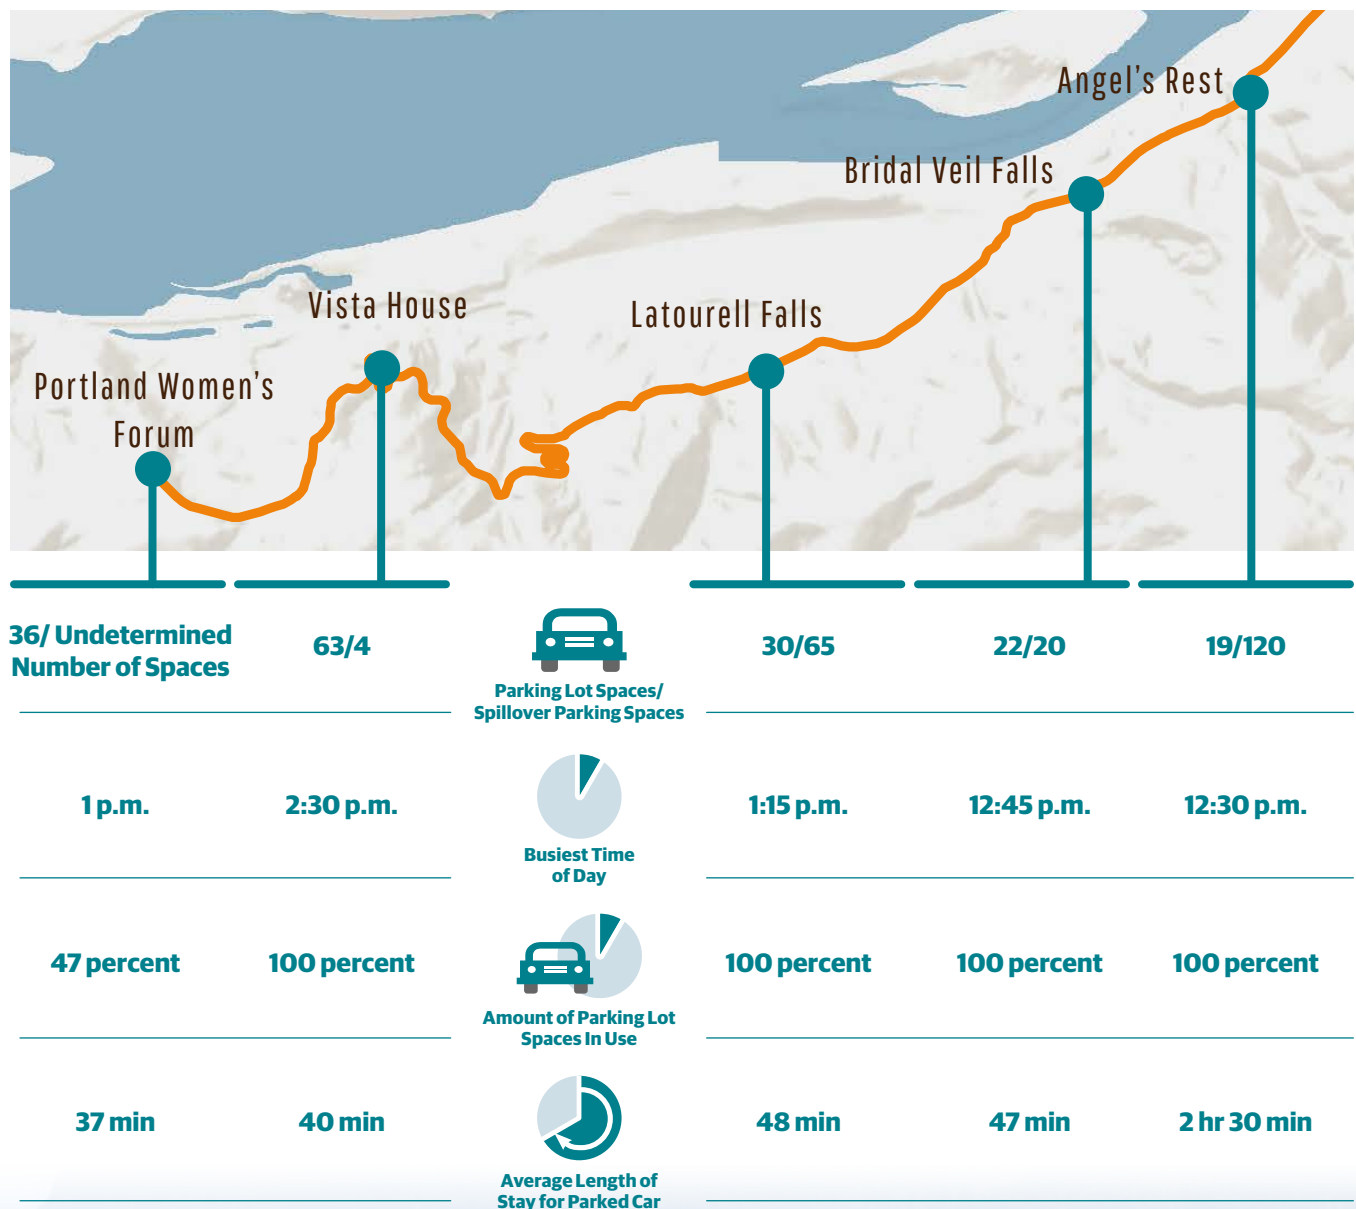 Angel's Rest
Bridal Veil Falls
Vista House
Latourell Falls
Portland Women's
Forum
36/ Undetermined
Number of Spaces
63/4
Parking Lot Spaces/
Spillover Parking Spaces
30/65
22/20
19/120
1 p.m.
2:30 p.m.
Busiest Time
of Day
1:15 p.m.
12:45 p.m.
12:30 p.m.
47 percent
100 percent
Amount of Parking Lot
Spaces In Use
100 percent
100 percent
100 percent
37 min
40 min
Average Length of
Stay for Parked Car
48 min
47 min
2 hr 30 min